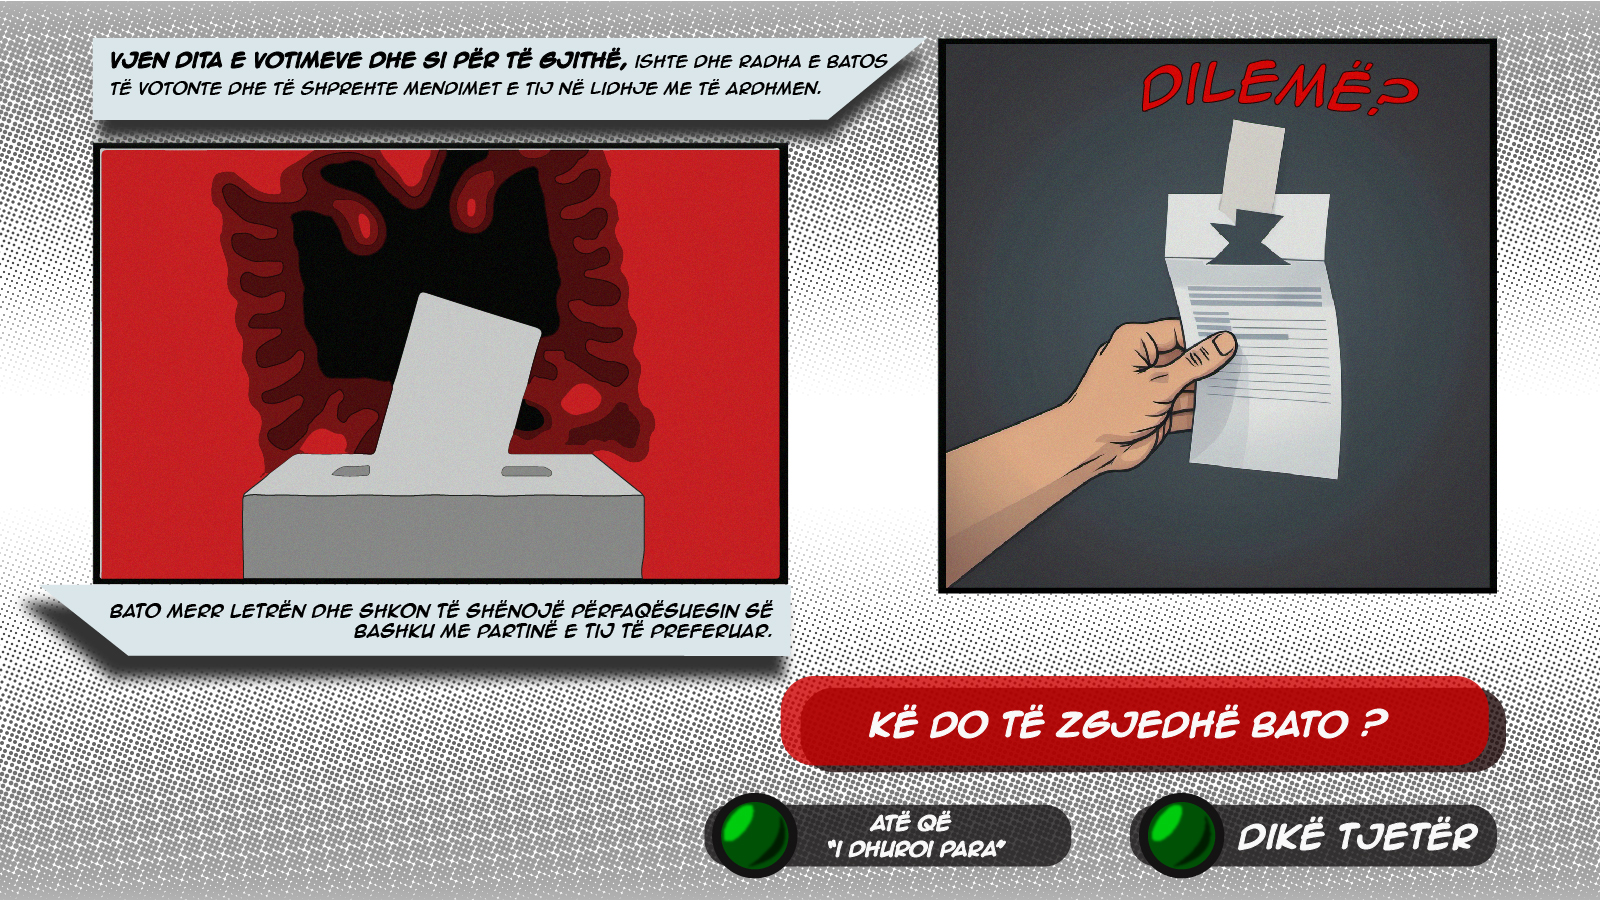 VJEN DITA E VOTIMEVE DHE SI PËR TË GJITHË, ISHTE DHE RADHA E BATOS
TË VOTONTE DHE TË SHPREHTE MENDIMET E TIJ NË LIDHJE ME TË ARDHMEN.
BATO MERR LETRËN DHE SHKON TË SHËNOJË PËRFAQËSUESIN SË
BASHKU ME PARTINË E TIJ TË PREFERUAR.
DILEMË?
KË DO TË ZGJEDHË BATO ?
ATË QË
"I DHUROI PARA"
DIKË TJETËR